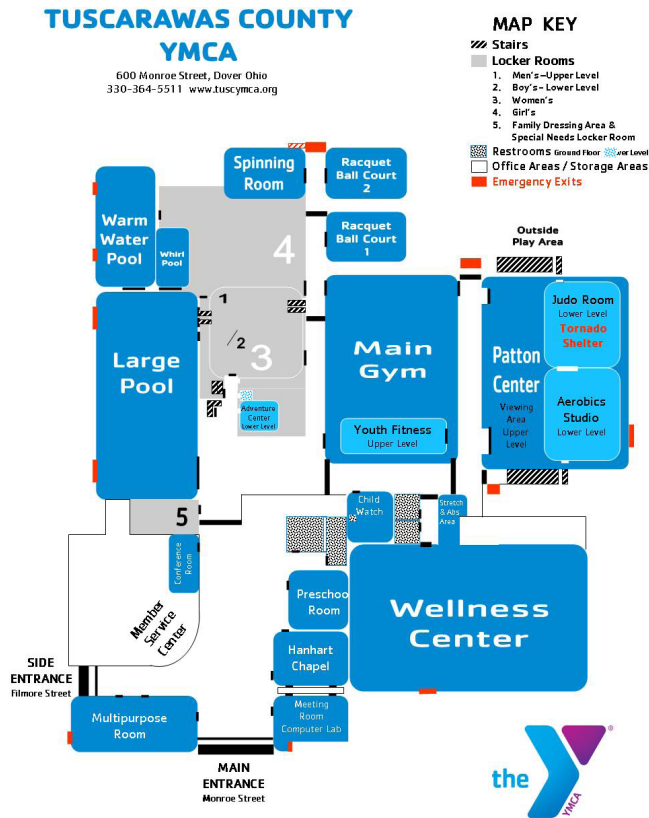 TUSCARAWAS COUNTY
YMCA
600 Monroe Street, Dover Ohio
330-364-5511 www.tuscymca.org
MAP KEY
Stairs
Locker Rooms
1. Men's-Upper Level
2. Boy's - Lower Level
3. Women's
4. Girl's
5. Family Dressing Area &
Special Needs Locker Room
Restrooms Ground Floor
Office Areas / Storage Areas
Emergency Exits
Spinning
Room
Racquet
Ball Court
2
Warm
Water
Pool
Whirl
Pool
4
Racquet
Ball Court
1
Outside
Play Area
1
/2
3
Large
Pool
Main
Gym
Judo Room
Lower Level
Tornado
Shelter
Patton
Center
Viewing
Area
Upper
Level
Aerobics
Studio
Lower Level
Adventure
Center
Lower Level
Youth Fitness
Upper Level
5
Child
Watch
Stretch
& Abs
Area
Conference
Room
Member
Service
Center
Preschoo
Room
Wellness
Center
Hanhart
Chapel
SIDE
ENTRANCE
Filmore Street
Multipurpose
Room
Meeting
Room
Computer Lab
MAIN
ENTRANCE
Monroe Street
the
YMCA
®